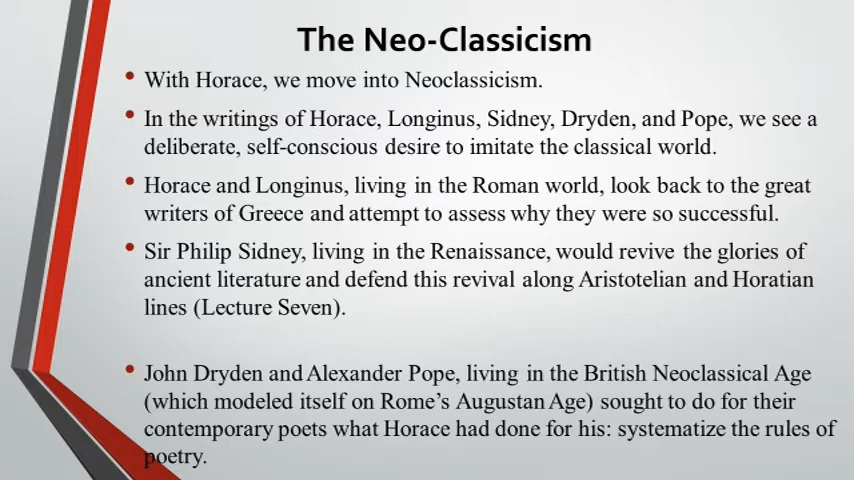 The Neo-Classicism
• With Horace, we move into Neoclassicism.
• In the writings of Horace, Longinus, Sidney, Dryden, and Pope, we see a
deliberate, self-conscious desire to imitate the classical world.
• Horace and Longinus, living in the Roman world, look back to the great
writers of Greece and attempt to assess why they were so successful.
• Sir Philip Sidney, living in the Renaissance, would revive the glories of
ancient literature and defend this revival along Aristotelian and Horatian
lines (Lecture Seven).
• John Dryden and Alexander Pope, living in the British Neoclassical Age
(which modeled itself on Rome’s Augustan Age) sought to do for their
contemporary poets what Horace had done for his: systematize the rules of
poetry.